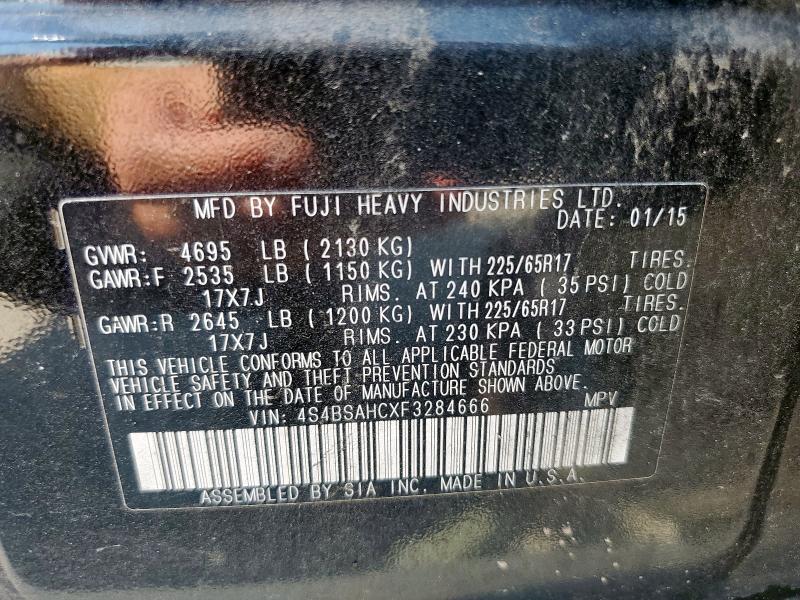 MFD BY FUJI HEAVY INDUSTRIES LTD.
DATE: 01/15
GVWR: 4695 LB ( 2130 KG)
GAWR:F 2535 LB ( 1150 KG) WITH 225/65R17 TIRES.
17X7J RIMS. AT 240 KPA ( 35 PSI) COLD
GAWR:R 2645 LB ( 1200 KG) WITH 225/65R17 TIRES.
17X7J RIMS. AT 230 KPA ( 33 PSI) COLD
THIS VEHICLE CONFORMS TO ALL APPLICABLE FEDERAL MOTOR
VEHICLE SAFETY AND THEFT PREVENTION STANDARDS
IN EFFECT ON THE DATE OF MANUFACTURE SHOWN ABOVE.
VIN: 4S4BSAHCXF3284666 MPV
ASSEMBLED BY SIA INC. MADE IN U.S.A.